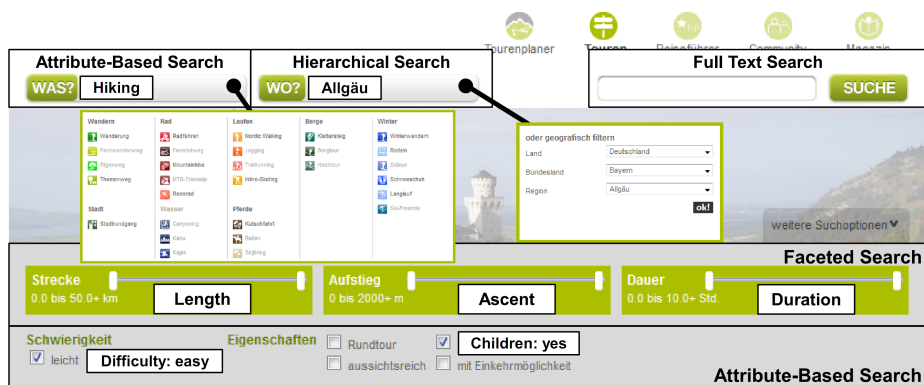 TIPP
Tourenplaner Touren Reiseführer Community Magazin
Attribute-Based Search
WAS? Hiking
Hierarchical Search
WO? Allgäu
Full Text Search
SUCHE
Wandern
Wanderung
Fernwanderweg
Pilgerweg
Themenweg
Stadt
Stadtrundgang
Rad
Radfahren
Fernradweg
Mountainbike
MTB-Transalp
Rennrad
Wasser
Canyoning
Kanu
Kajak
Laufen
Nordic Walking
Jogging
Trailrunning
Inline-Skating
Pferde
Kutschfahrt
Reiten
Skijöring
Berge
Klettersteig
Bergtour
Hochtour
Winter
Winterwandern
Rodeln
Skitour
Schneeschuh
Langlauf
Ski-Freeride
oder geografisch filtern
Land Deutschland
Bundesland Bayern
Region Allgäu
ok!
weitere Suchoptionen
Faceted Search
Strecke
0.0 bis 50.0+ km
Length
Aufstieg
0 bis 2000+ m
Ascent
Dauer
0.0 bis 10.0+ Std.
Duration
Schwierigkeit
leicht Difficulty: easy
Eigenschaften
Rundtour
Children: yes
aussichtsreich
mit Einkehrmöglichkeit
Attribute-Based Search